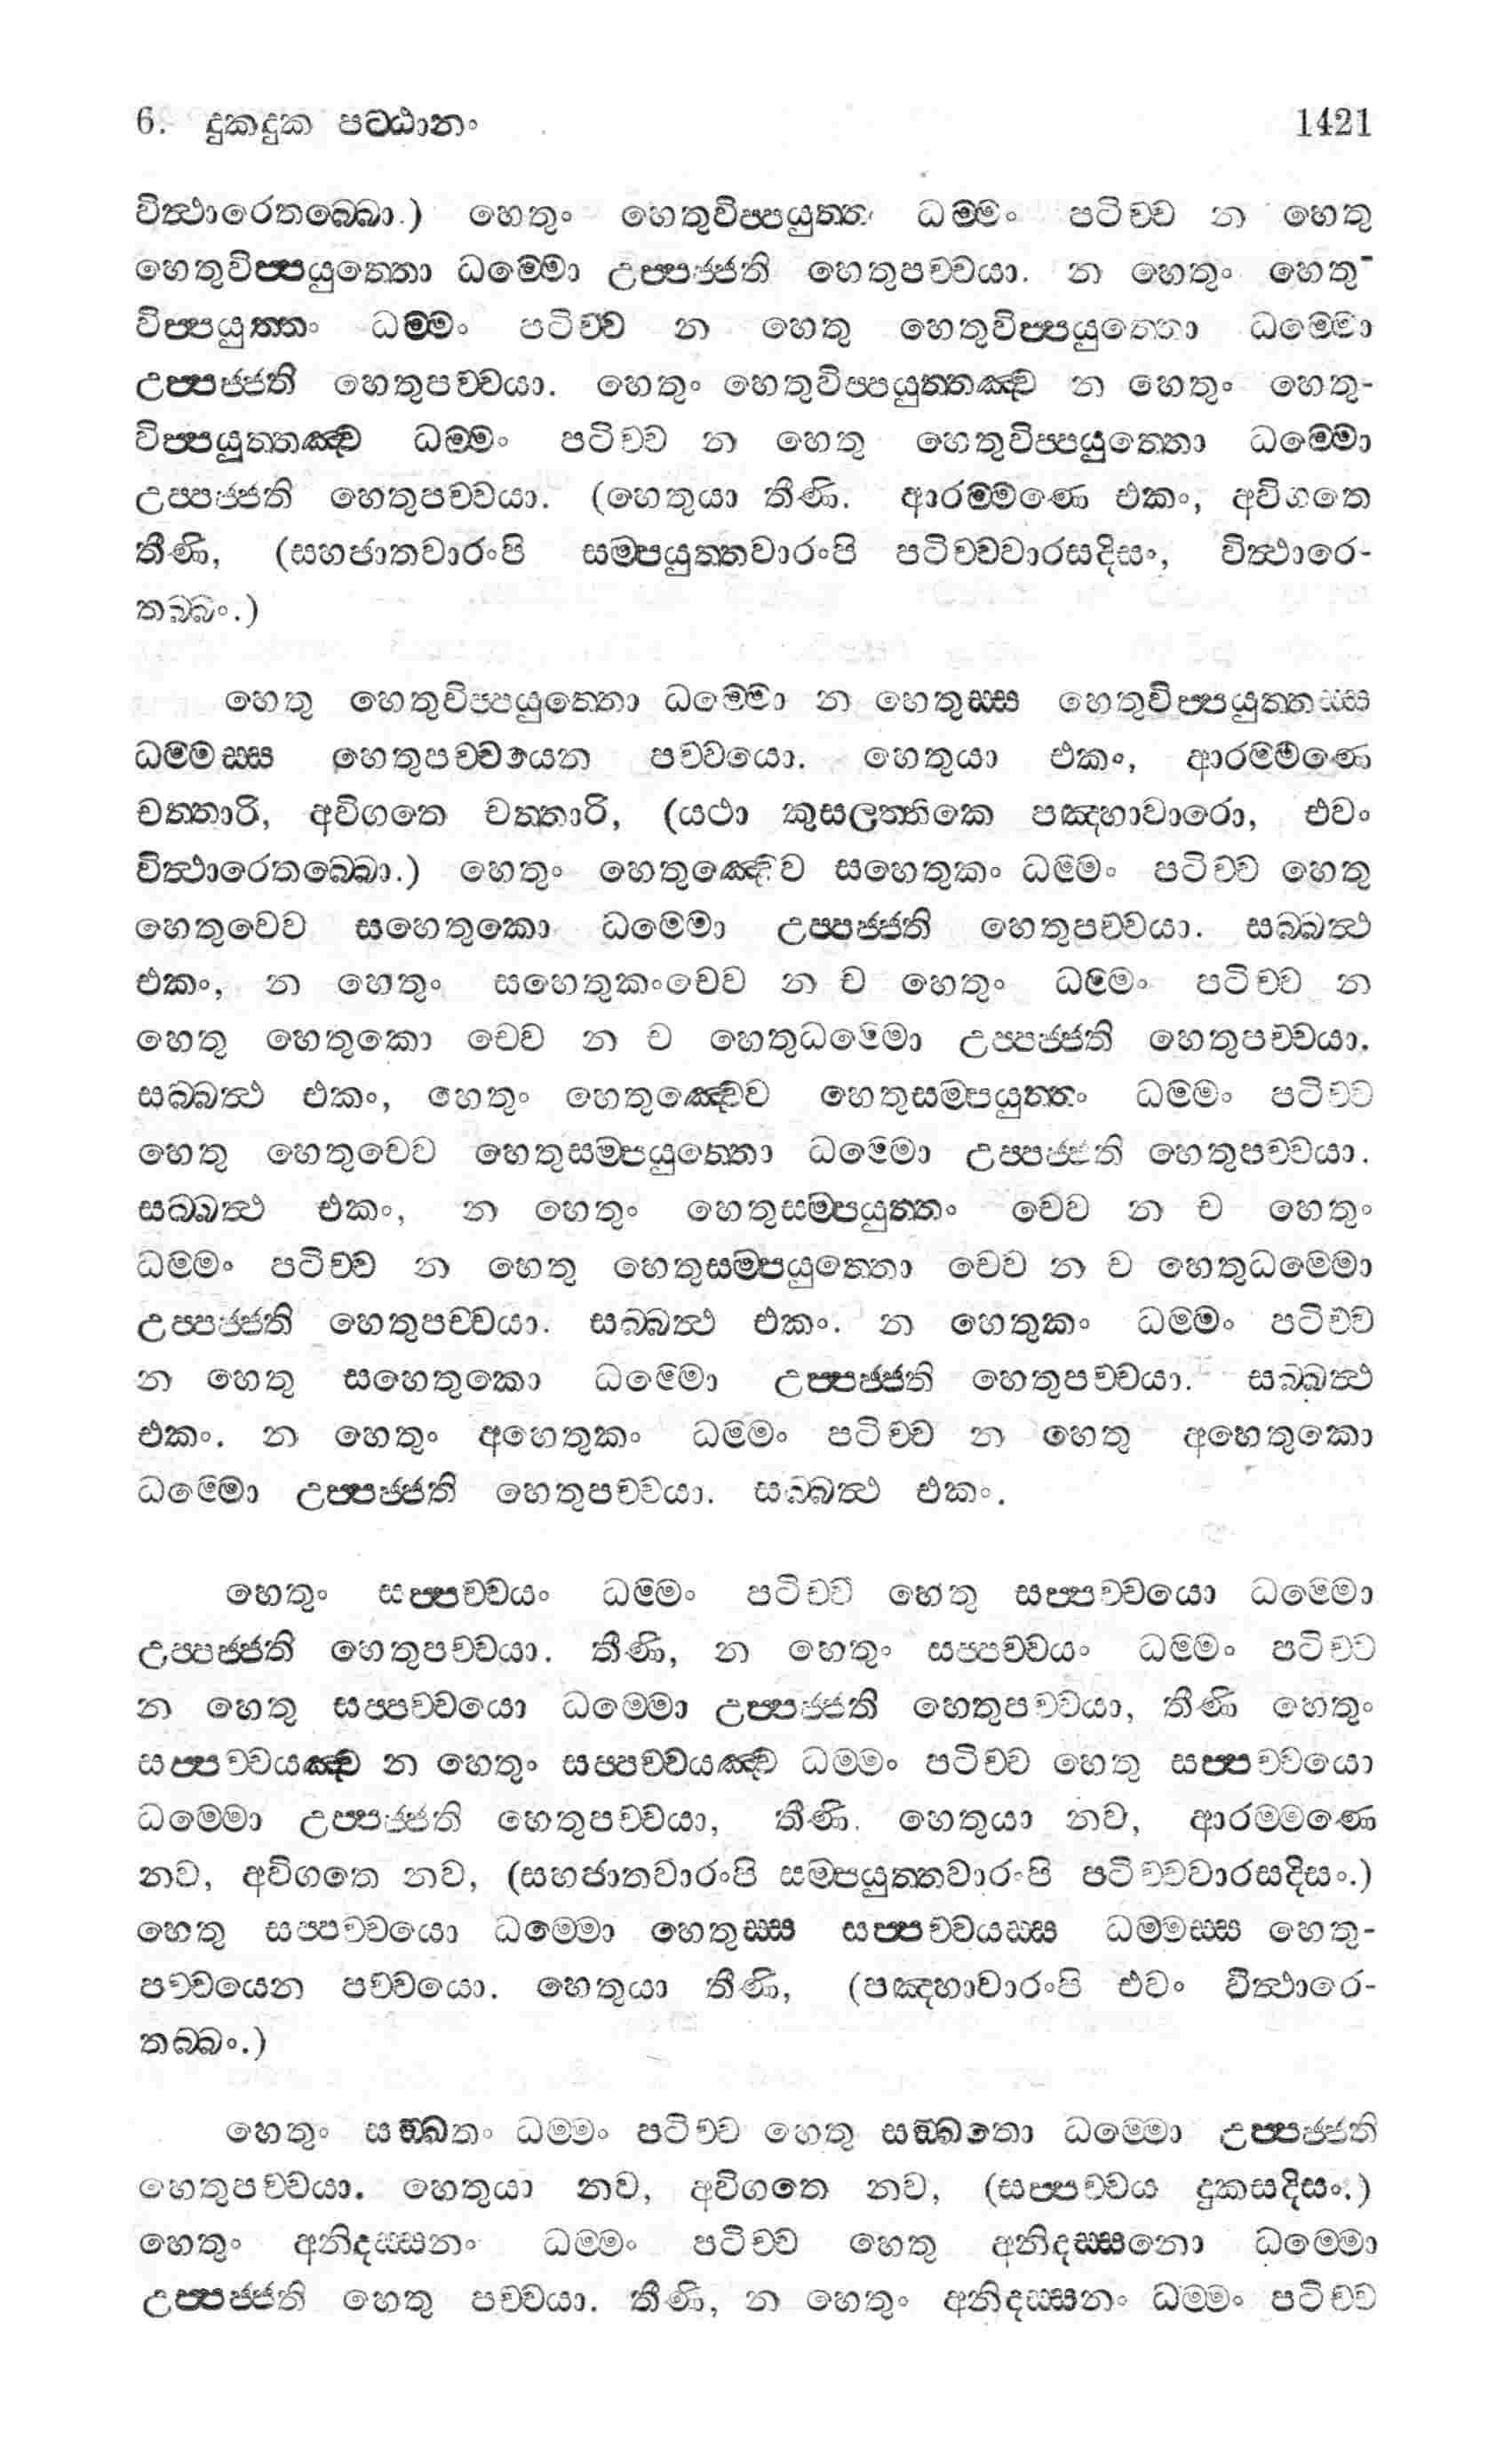 6. දුකදුක පට්ඨානං 1421
විත්ථාරෙතබ්බො.) හෙතුං හෙතුවිප්පයුත්තං ධම්මං පටිච්ච න හෙතු
හෙතුවිප්පයුත්තො ධම්මො උප්පජ්ජති හෙතුපච්චයා. න හෙතුං හෙතු-
විප්පයුත්තං ධම්මං පටිච්ච න හෙතු හෙතුවිප්පයුත්තො ධම්මො
උප්පජ්ජති හෙතුපච්චයා. හෙතුං හෙතුවිප්පයුත්තඤ්ච න හෙතුං හෙතු-
විප්පයුත්තඤ්ච ධම්මං පටිච්ච න හෙතු හෙතුවිප්පයුත්තො ධම්මො
උප්පජ්ජති හෙතුපච්චයා. (හෙතුයා තීණි. ආරම්මණෙ එකං, අවිගතෙ
තීණි, (සහජාතවාරංපි සම්පයුත්තවාරංපි පටිච්චවාරසදිසං, විත්ථාරෙ-
තබ්බං.)
හෙතු හෙතුවිප්පයුත්තො ධම්මො න හෙතුස්ස හෙතුවිප්පයුත්තස්ස
ධම්මස්ස හෙතුපච්චයෙන පච්චයො. හෙතුයා එකං, ආරම්මණෙ
චත්තාරි, අවිගතෙ චත්තාරි, (යථා කුසලත්තිකෙ පඤ්හාවාරො, එවං
විත්ථාරෙතබ්බො.) හෙතුං හෙතුඤ්චෙව සහෙතුකං ධම්මං පටිච්ච හෙතු
හෙතුචෙව සහෙතුකො ධම්මො උප්පජ්ජති හෙතුපච්චයා. සබ්බත්ථ
එකං, න හෙතුං සහෙතුකංචෙව න ච හෙතුං ධම්මං පටිච්ච න
හෙතු හෙතුකො චෙව න ච හෙතුධම්මො උප්පජ්ජති හෙතුපච්චයා.
සබ්බත්ථ එකං, හෙතුං හෙතුඤ්චෙව හෙතුසම්පයුත්තං ධම්මං පටිච්ච
හෙතු හෙතුචෙව හෙතුසම්පයුත්තො ධම්මො උප්පජ්ජති හෙතුපච්චයා.
සබ්බත්ථ එකං, න හෙතුං හෙතුසම්පයුත්තං චෙව න ච හෙතුං
ධම්මං පටිච්ච න හෙතු හෙතුසම්පයුත්තො චෙව න ච හෙතුධම්මො
උප්පජ්ජති හෙතුපච්චයා. සබ්බත්ථ එකං. න හෙතුකං ධම්මං පටිච්ච
න හෙතු සහෙතුකො ධම්මො උප්පජ්ජති හෙතුපච්චයා. සබ්බත්ථ
එකං. න හෙතුං අහෙතුකං ධම්මං පටිච්ච න හෙතු අහෙතුකො
ධම්මො උප්පජ්ජති හෙතුපච්චයා. සබ්බත්ථ එකං.
හෙතුං සප්පච්චයං ධම්මං පටිච්ච හෙතු සප්පච්චයො ධම්මො
උප්පජ්ජති හෙතුපච්චයා. තීණි, න හෙතුං සප්පච්චයං ධම්මං පටිච්ච
න හෙතු සප්පච්චයො ධම්මො උප්පජ්ජති හෙතුපච්චයා, තීණි හෙතුං
සප්පච්චයඤ්ච න හෙතුං සප්පච්චයඤ්ච ධම්මං පටිච්ච හෙතු සප්පච්චයො
ධම්මො උප්පජ්ජති හෙතුපච්චයා, තීණි. හෙතුයා නව, ආරම්මණෙ
නව, අවිගතෙ නව, (සහජාතවාරංපි සම්පයුත්තවාරංපි පටිච්චවාරසදිසං.)
හෙතු සප්පච්චයො ධම්මො හෙතුස්ස සප්පච්චයස්ස ධම්මස්ස හෙතු-
පච්චයෙන පච්චයො. හෙතුයා තීණි, (පඤ්හාවාරංපි එවං විත්ථාරෙ-
තබ්බං.)
හෙතුං සඞ්ඛතං ධම්මං පටිච්ච හෙතු සඞ්ඛතො ධම්මො උප්පජ්ජති
හෙතුපච්චයා. හෙතුයා නව, අවිගතෙ නව, (සප්පච්චය දුකසදිසං.)
හෙතුං අනිදස්සනං ධම්මං පටිච්ච හෙතු අනිදස්සනො ධම්මො
උප්පජ්ජති හෙතු පච්චයා. තීණි, න හෙතුං අනිදස්සනං ධම්මං පටිච්ච